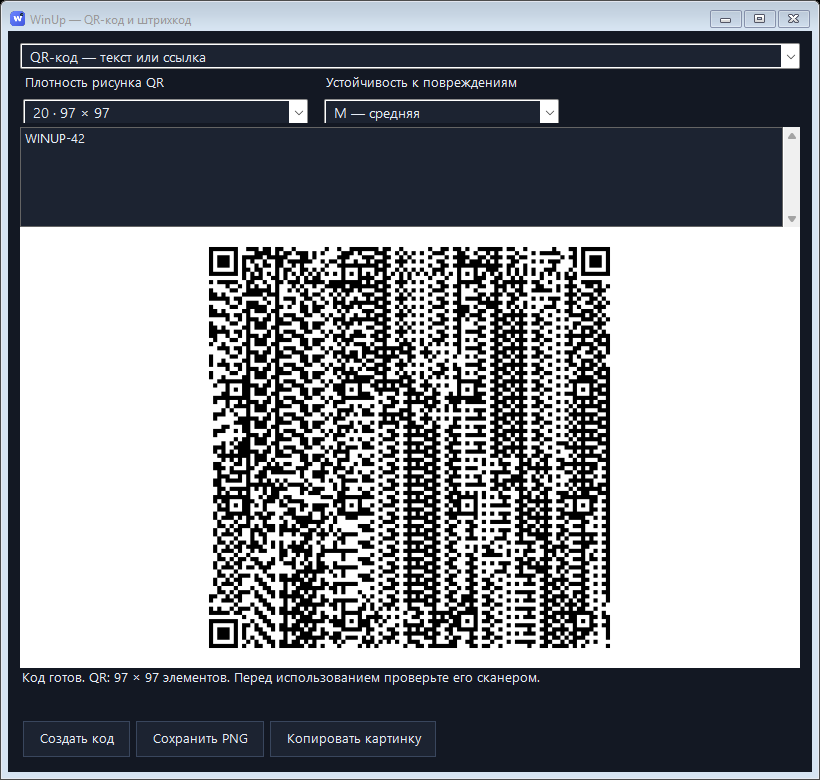 WinUp — QR-код и штрихкод
QR-код — текст или ссылка
Плотность рисунка QR
Устойчивость к повреждениям
20 · 97 × 97
M — средняя
WINUP-42
Код готов. QR: 97 × 97 элементов. Перед использованием проверьте его сканером.
Создать код
Сохранить PNG
Копировать картинку